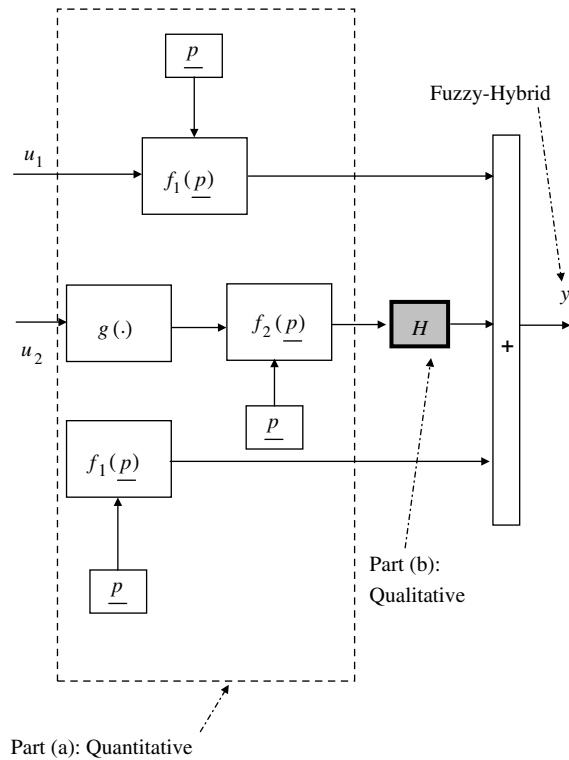 p
Fuzzy-Hybrid
u1
f1(p)
y
g(.)
f2(p)
H
+
u2
p
f1(p)
Part (b):
Qualitative
p
Part (a): Quantitative